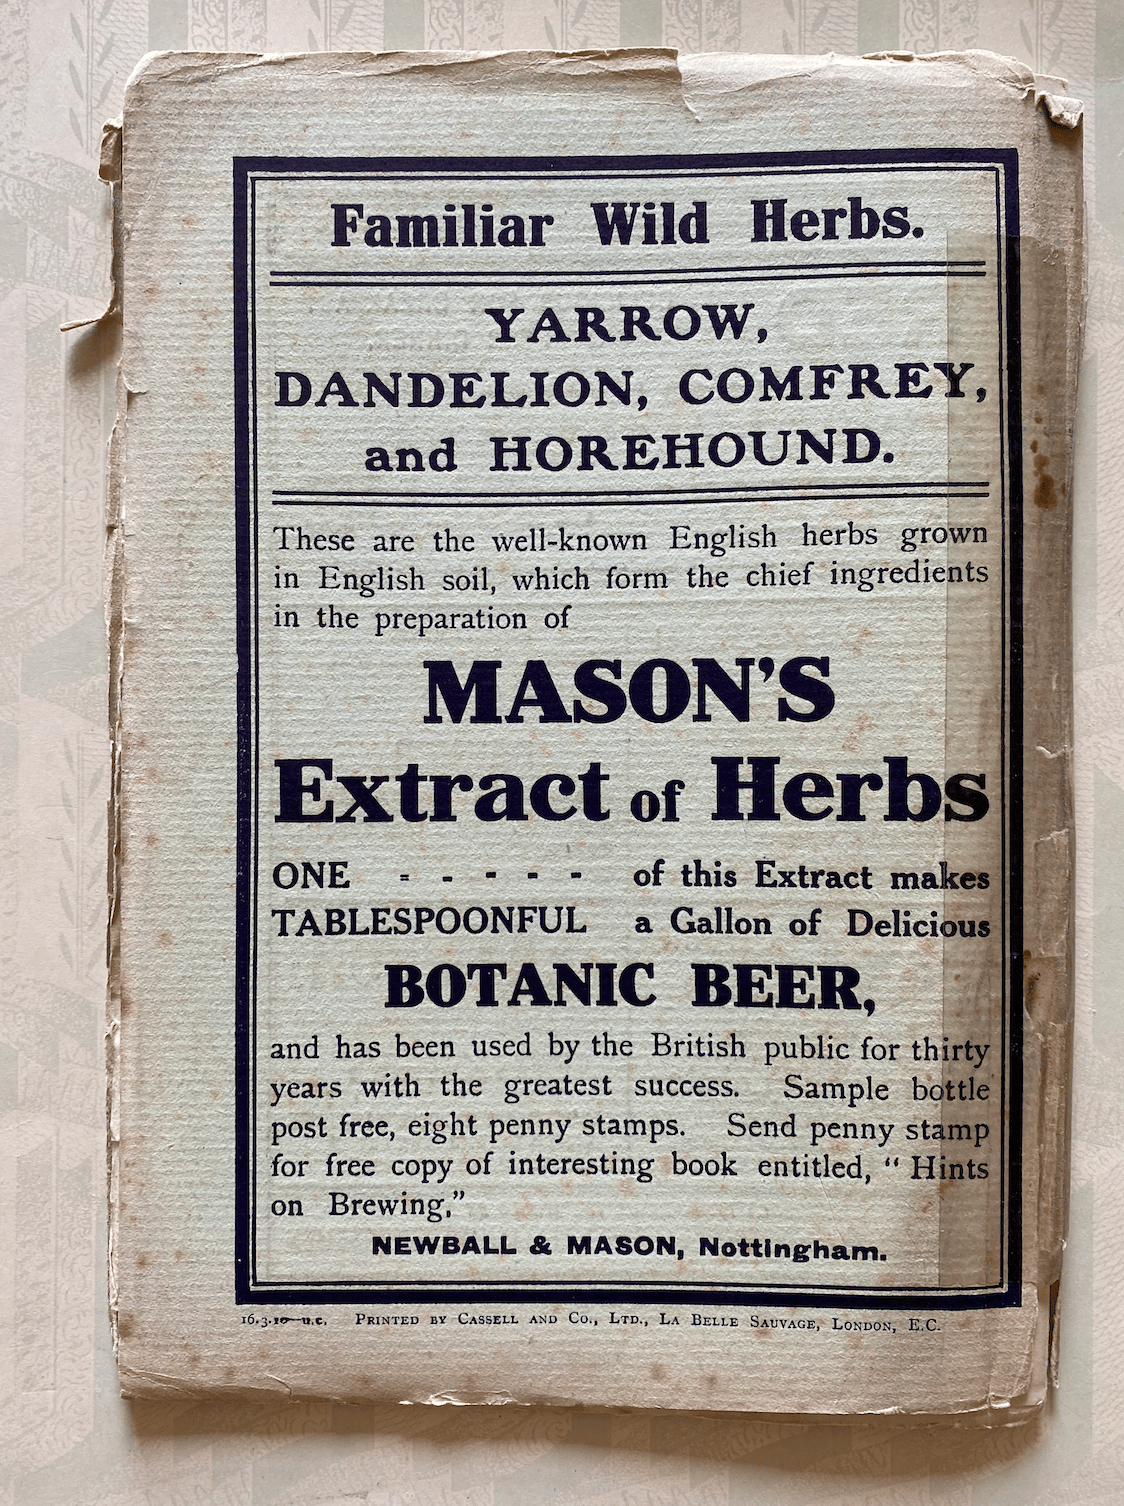 Familiar Wild Herbs.
YARROW,
DANDELION, COMFREY,
and HOREHOUND.
These are the well-known English herbs grown
in English soil, which form the chief ingredients
in the preparation of
MASON'S
Extract of Herbs
ONE - - - - - of this Extract makes
TABLESPOONFUL a Gallon of Delicious
BOTANIC BEER,
and has been used by the British public for thirty
years with the greatest success. Sample bottle
post free, eight penny stamps. Send penny stamp
for free copy of interesting book entitled, “ Hints
on Brewing.”
NEWBALL & MASON, Nottingham.
16.3.10—U.C. PRINTED BY CASSELL AND CO., LTD., LA BELLE SAUVAGE, LONDON, E.C.